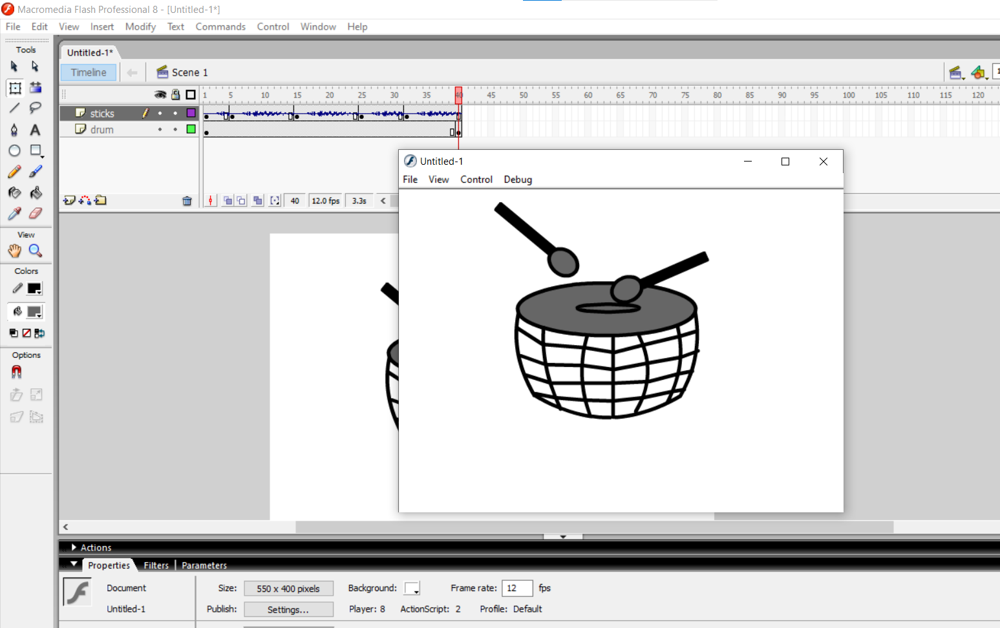 Macromedia Flash Professional 8 - [Untitled-1*]
File Edit View Insert Modify Text Commands Control Window Help
Tools
Untitled-1*
Timeline Scene 1
1 5 10 15 20 25 30 35 40 45 50 55 60 65 70 75 80 85 90 95 100 105 110 115 120
sticks
drum
40 12.0 fps 3.3s
View
Colors
Options
Untitled-1
File View Control Debug
Actions
Properties Filters Parameters
Document Size: 550 x 400 pixels Background: Frame rate: 12 fps
Untitled-1 Publish: Settings... Player: 8 ActionScript: 2 Profile: Default